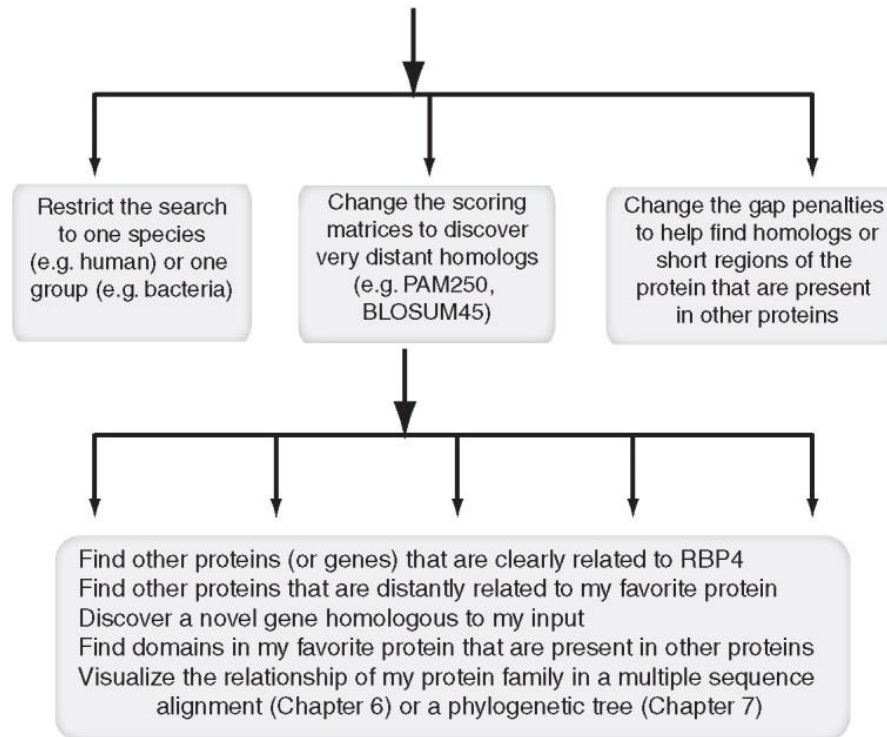 Restrict the search
to one species
(e.g. human) or one
group (e.g. bacteria)
Change the scoring
matrices to discover
very distant homologs
(e.g. PAM250,
BLOSUM45)
Change the gap penalties
to help find homologs or
short regions of the
protein that are present
in other proteins
Find other proteins (or genes) that are clearly related to RBP4
Find other proteins that are distantly related to my favorite protein
Discover a novel gene homologous to my input
Find domains in my favorite protein that are present in other proteins
Visualize the relationship of my protein family in a multiple sequence
alignment (Chapter 6) or a phylogenetic tree (Chapter 7)